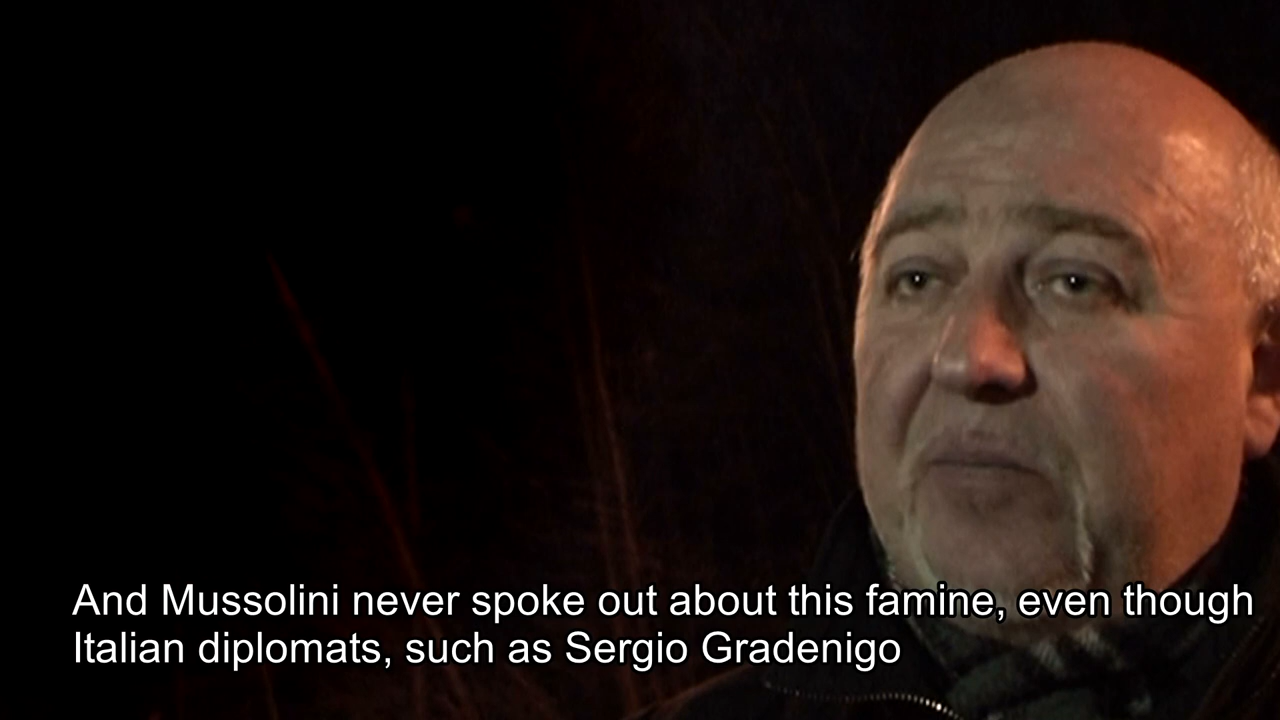 And Mussolini never spoke out about this famine, even though
Italian diplomats, such as Sergio Gradenigo